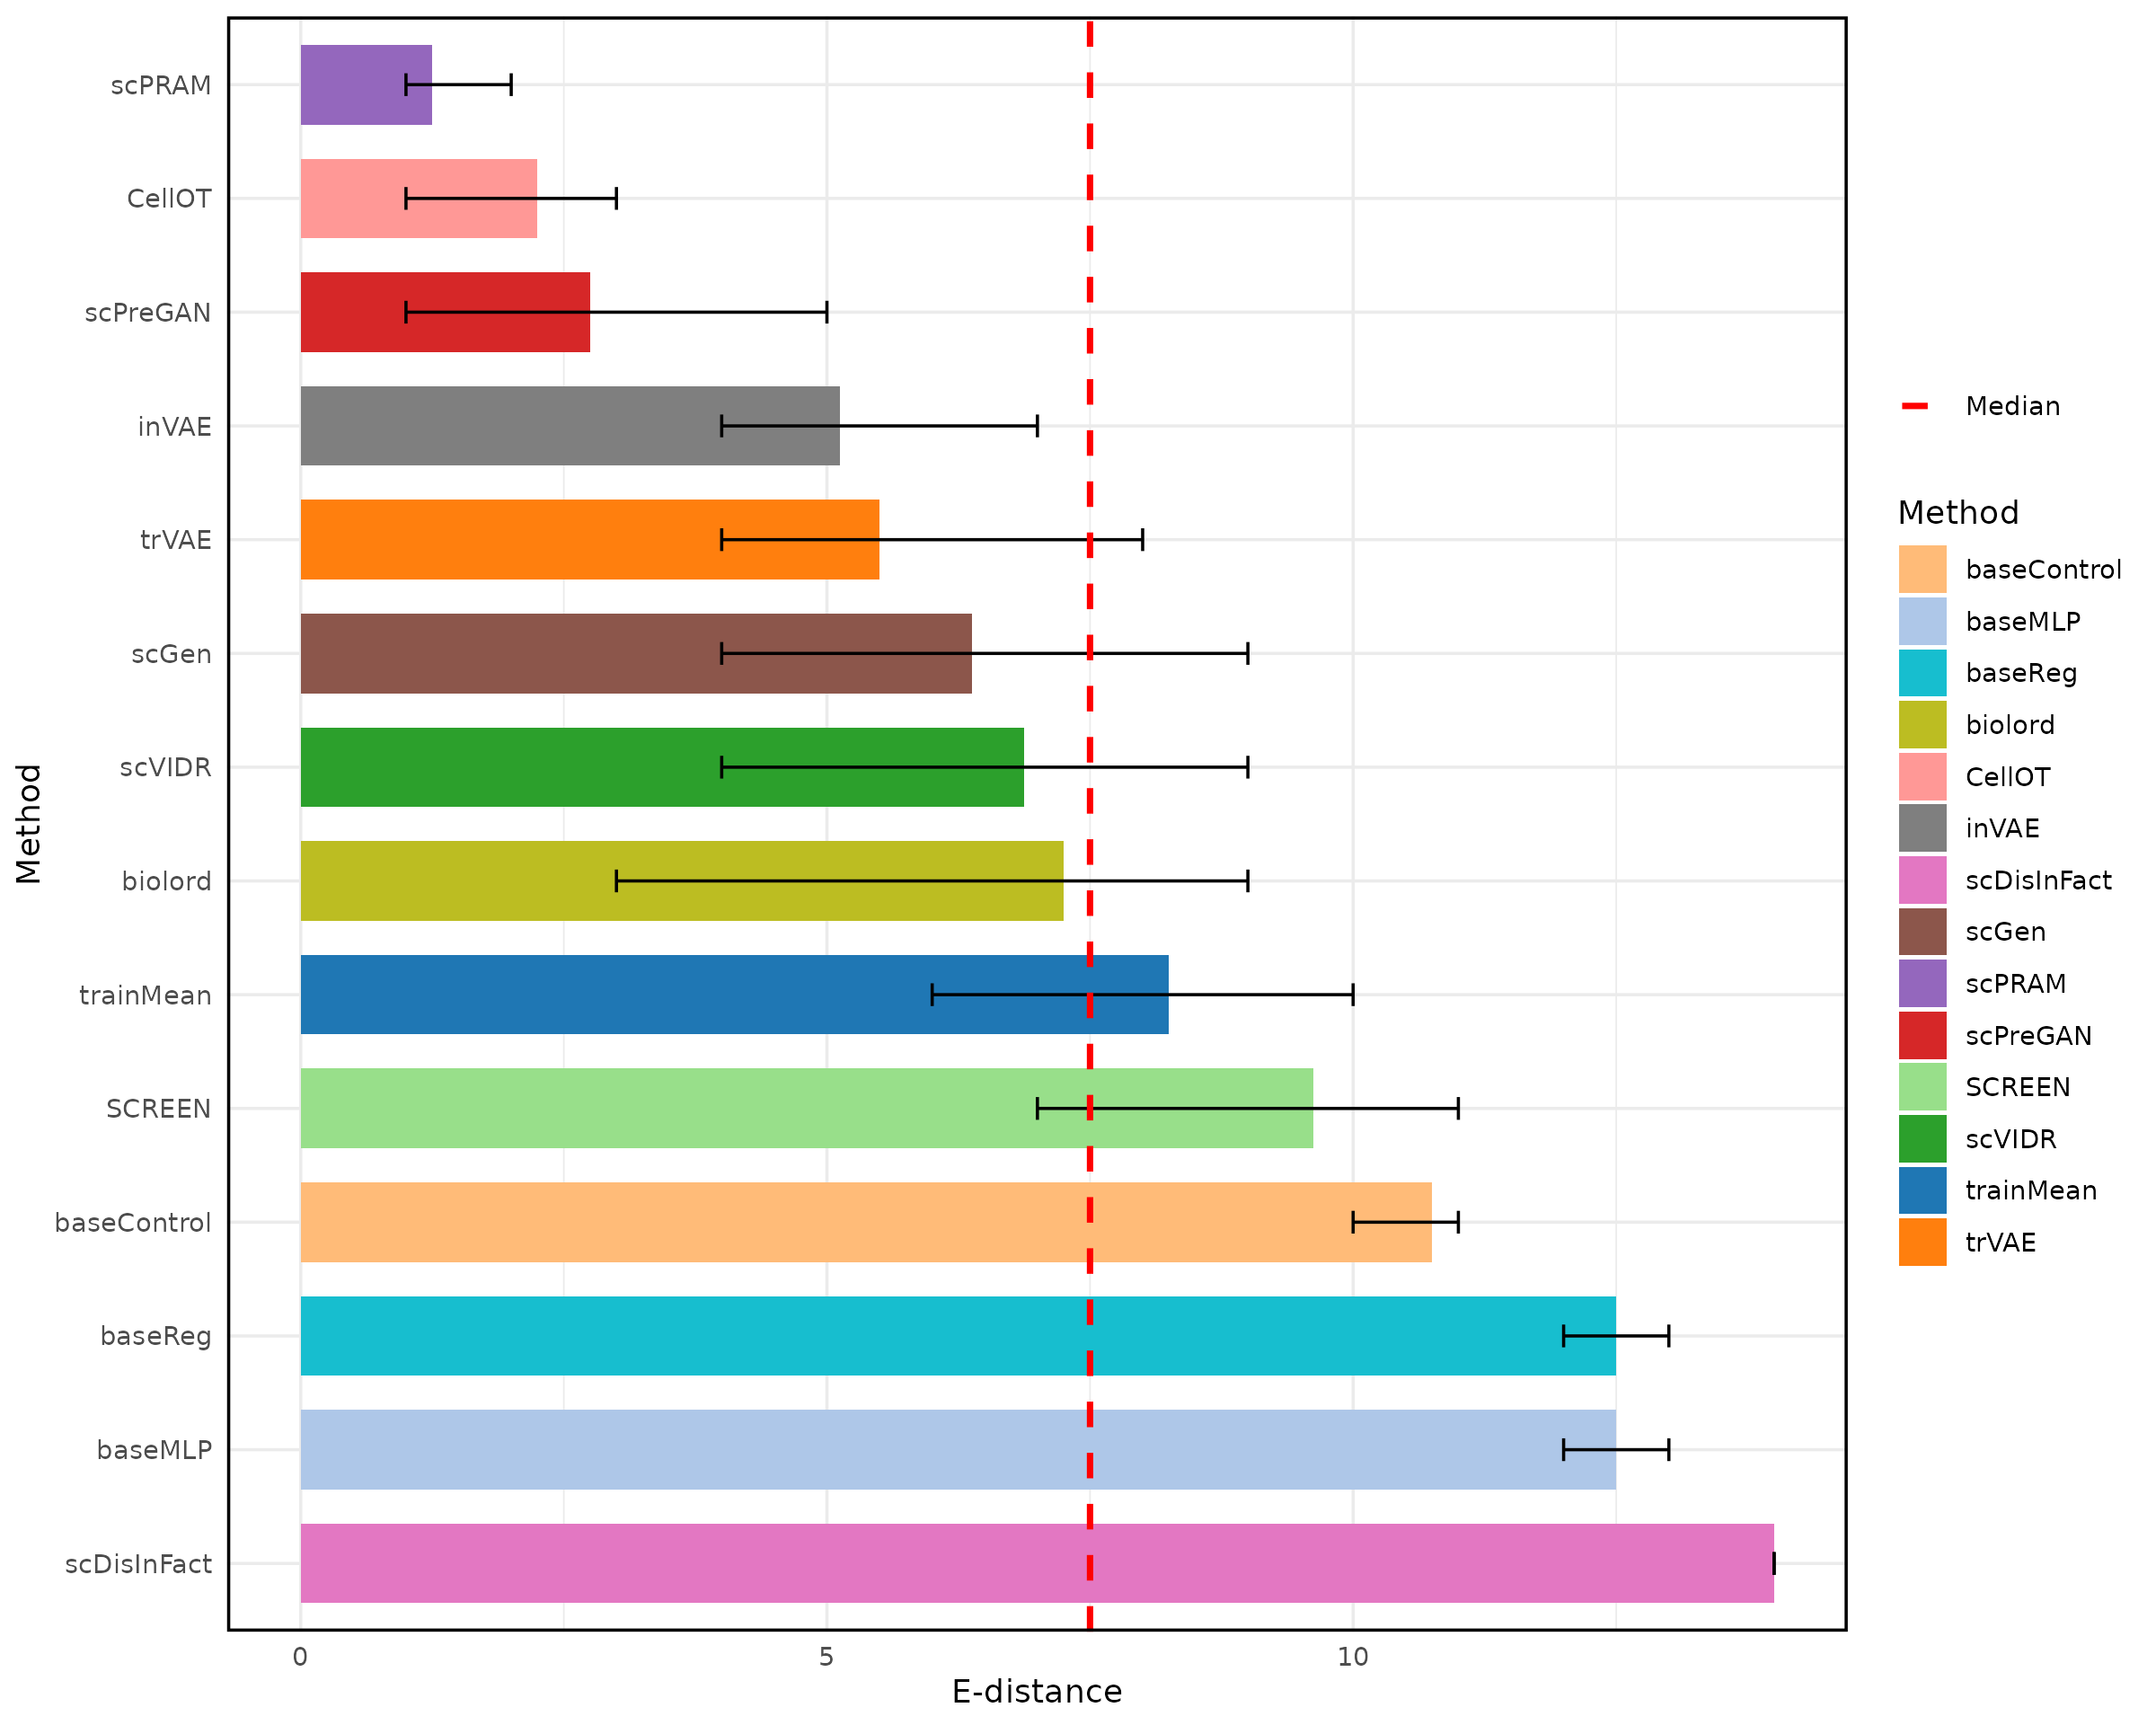 Method
scPRAM
CellOT
scPreGAN
inVAE
trVAE
scGen
scVIDR
biolord
trainMean
SCREEN
baseControl
baseReg
baseMLP
scDisInFact
0
5
10
E-distance
Median
Method
baseControl
baseMLP
baseReg
biolord
CellOT
inVAE
scDisInFact
scGen
scPRAM
scPreGAN
SCREEN
scVIDR
trainMean
trVAE